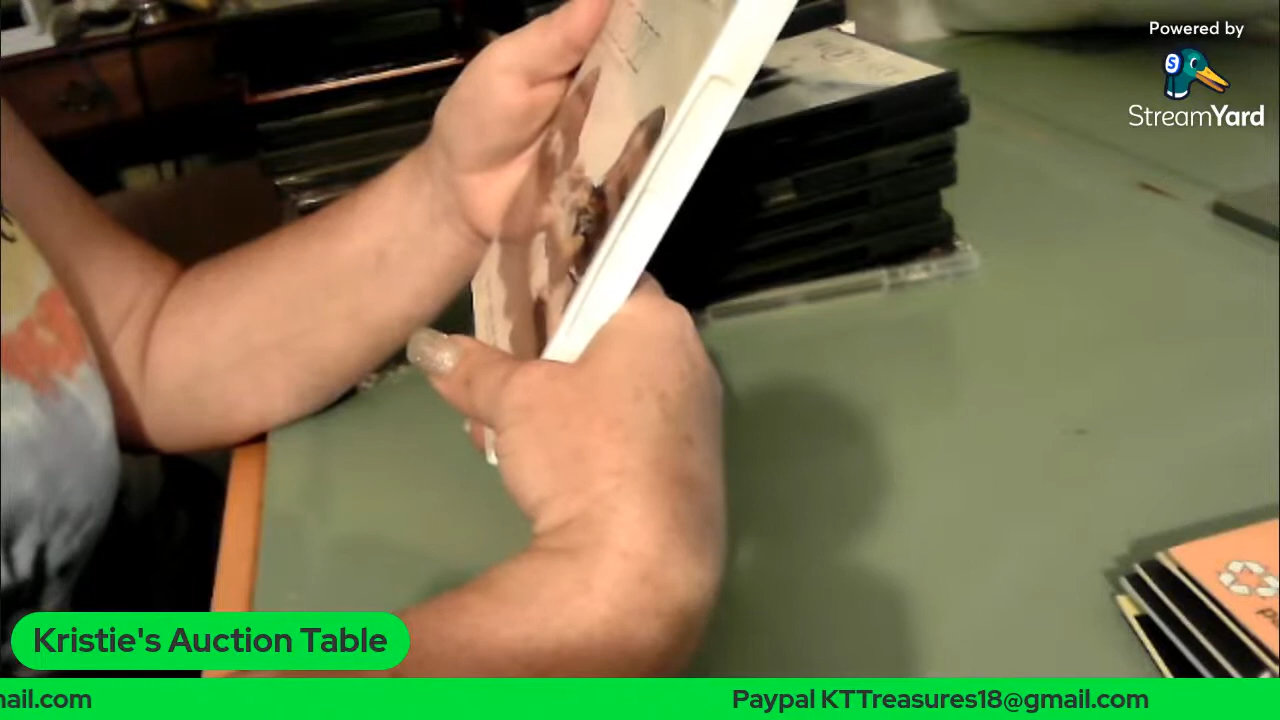 Powered by
StreamYard
Kristie's Auction Table
ail.com
Paypal KTTreasures18@gmail.com